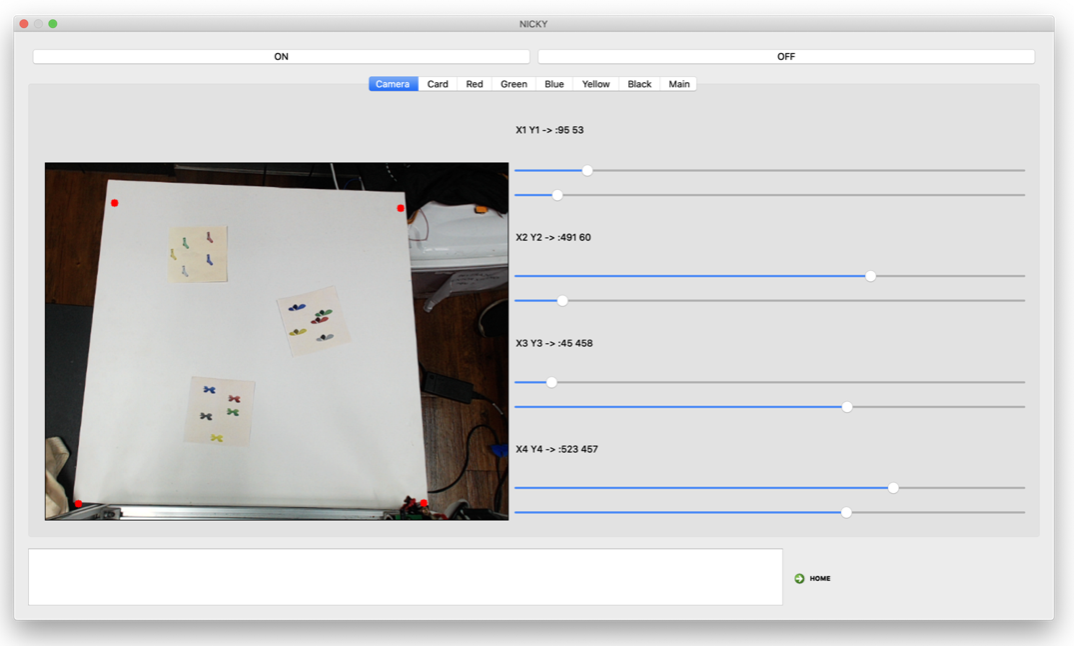 NICKY
ON OFF
Camera Card Red Green Blue Yellow Black Main
X1 Y1 -> :95 53
X2 Y2 -> :491 60
X3 Y3 -> :45 458
X4 Y4 -> :523 457
HOME